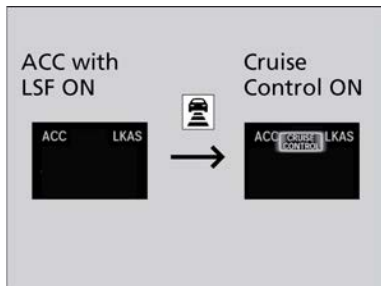 ACC with
LSF ON
Cruise
Control ON
ACC LKAS
ACC CRUISE CONTROL LKAS